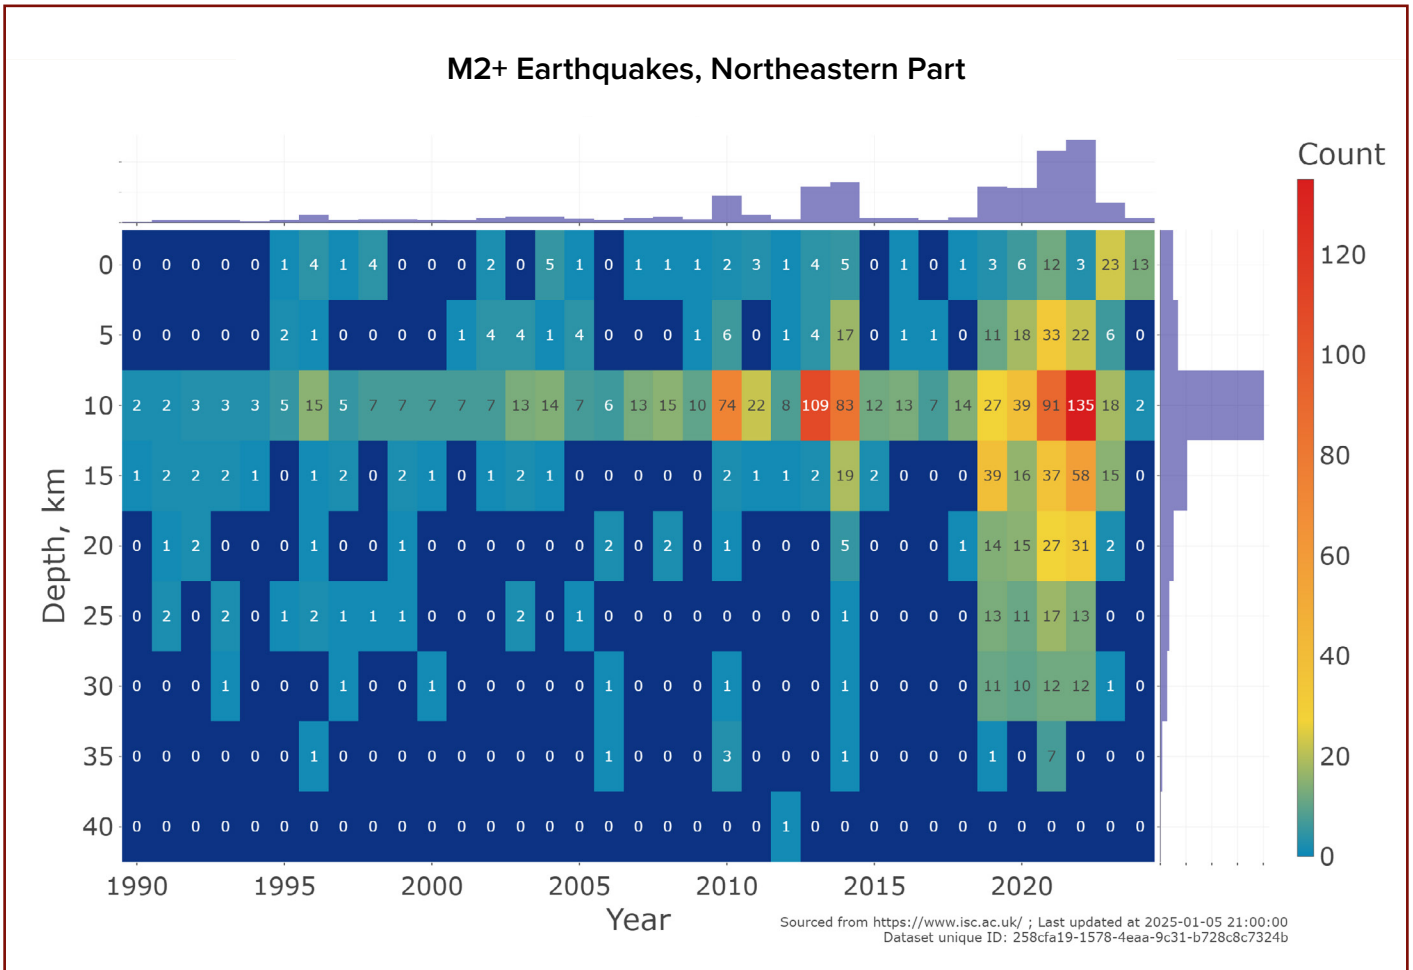 M2+ Earthquakes, Northeastern Part
Count
0 0 0 0 0 0 1 4 1 4 0 0 0 2 0 5 1 0 1 1 1 2 3 1 4 5 0 1 0 1 3 6 12 3 23 13
5 0 0 0 0 0 2 1 0 0 0 0 1 4 4 1 4 0 0 0 1 6 0 1 4 17 0 1 1 0 11 18 33 22 6 0
10 2 2 3 3 3 5 15 5 7 7 7 7 7 13 14 7 6 13 15 10 74 22 8 109 83 12 13 7 14 27 39 91 135 18 2
15 1 2 2 2 1 0 1 2 0 2 1 0 1 2 1 0 0 0 0 0 2 1 1 2 19 2 0 0 0 39 16 37 58 15 0
20 0 1 2 0 0 0 1 0 0 1 0 0 0 0 0 0 2 0 2 0 1 0 0 0 5 0 0 0 1 14 15 27 31 2 0
25 0 2 0 2 0 1 2 1 1 1 0 0 0 2 0 1 0 0 0 0 0 0 0 0 1 0 0 0 0 13 11 17 13 0 0
30 0 0 0 1 0 0 0 1 0 0 1 0 0 0 0 0 1 0 0 0 1 0 0 0 1 0 0 0 0 11 10 12 12 1 0
35 0 0 0 0 0 0 1 0 0 0 0 0 0 0 0 0 1 0 0 0 3 0 0 0 1 0 0 0 0 1 0 7 0 0 0
40 0 0 0 0 0 0 0 0 0 0 0 0 0 0 0 0 0 0 0 0 0 0 1 0 0 0 0 0 0 0 0 0 0 0 0
Depth, km
1990 1995 2000 2005 2010 2015 2020
Year
120
100
80
60
40
20
0
Sourced from https://www.isc.ac.uk/ ; Last updated at 2025-01-05 21:00:00
Dataset unique ID: 258cfa19-1578-4eaa-9c31-b728c8c7324b